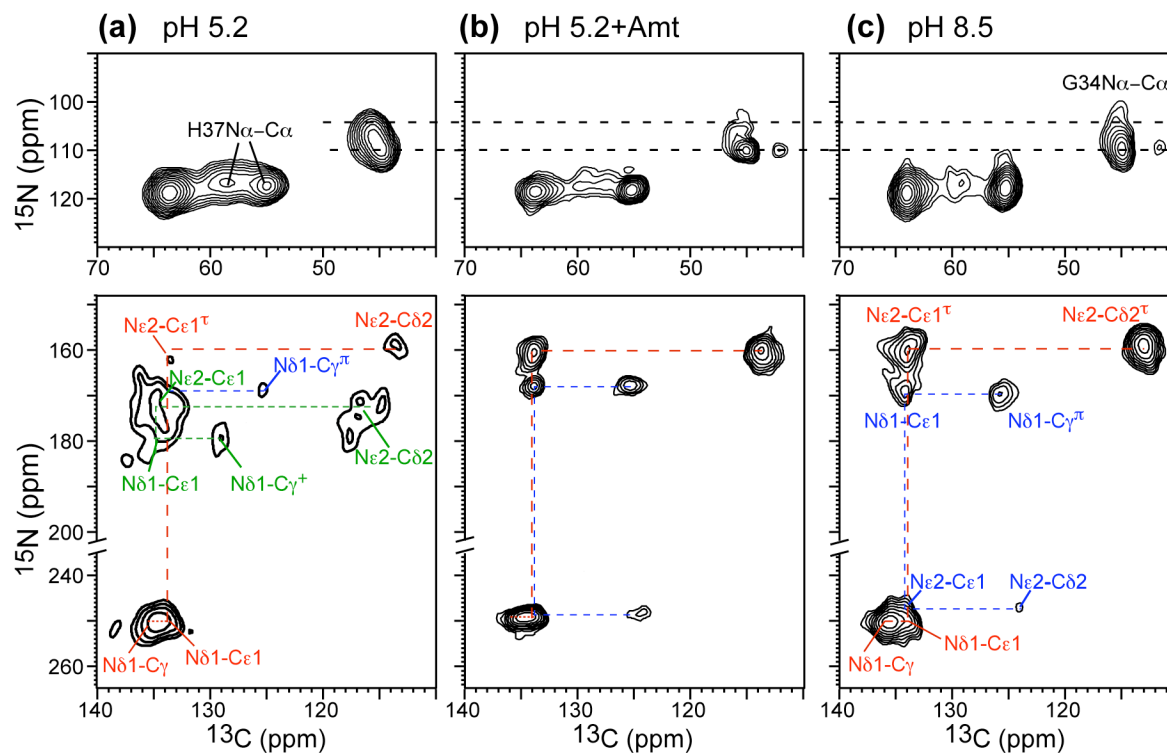 (a) pH 5.2
(b) pH 5.2+Amt
(c) pH 8.5
15N (ppm)
100
110
120
H37Nα−Cα
G34Nα−Cα
70 60 50
70 60 50
70 60 50
15N (ppm)
160
180
200
240
260
Nε2-Cε1τ
Nε2-Cδ2
Nε2-Cε1
Nδ1-Cγπ
Nδ1-Cε1
Nδ1-Cγ+
Nε2-Cδ2
Nδ1-Cγ
Nδ1-Cε1
Nε2-Cε1τ
Nε2-Cδ2τ
Nδ1-Cε1
Nδ1-Cγπ
Nε2-Cε1
Nε2-Cδ2
Nδ1-Cγ
Nδ1-Cε1
140 130 120
140 130 120
140 130 120
13C (ppm)
13C (ppm)
13C (ppm)